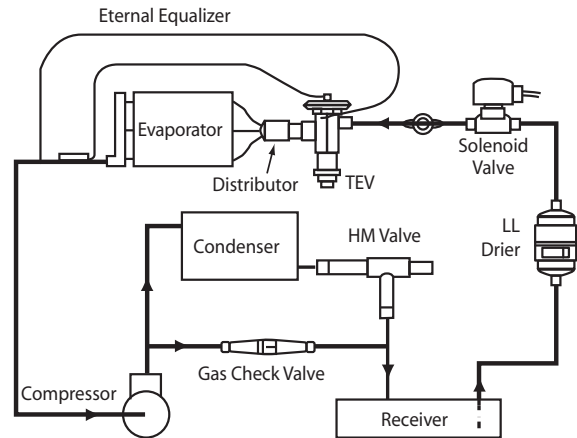 Eternal Equalizer
Evaporator
Distributor
TEV
Solenoid
Valve
LL
Drier
Condenser
HM Valve
Gas Check Valve
Compressor
Receiver